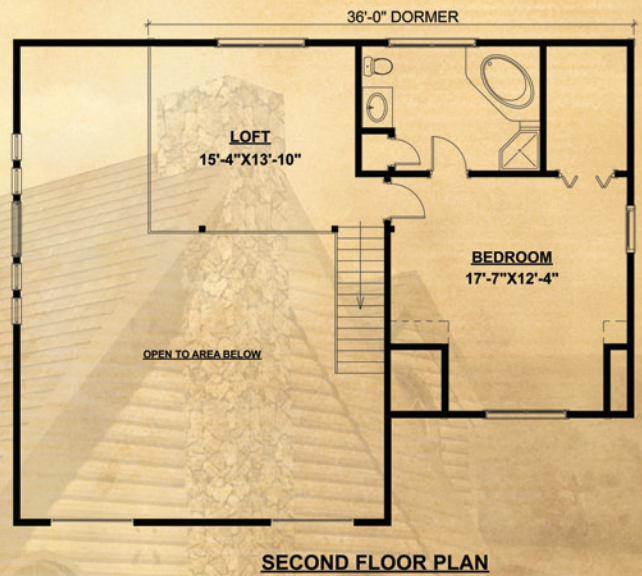 36'-0" DORMER
LOFT
15'-4"X13'-10"
BEDROOM
17'-7"X12'-4"
OPEN TO AREA BELOW
SECOND FLOOR PLAN